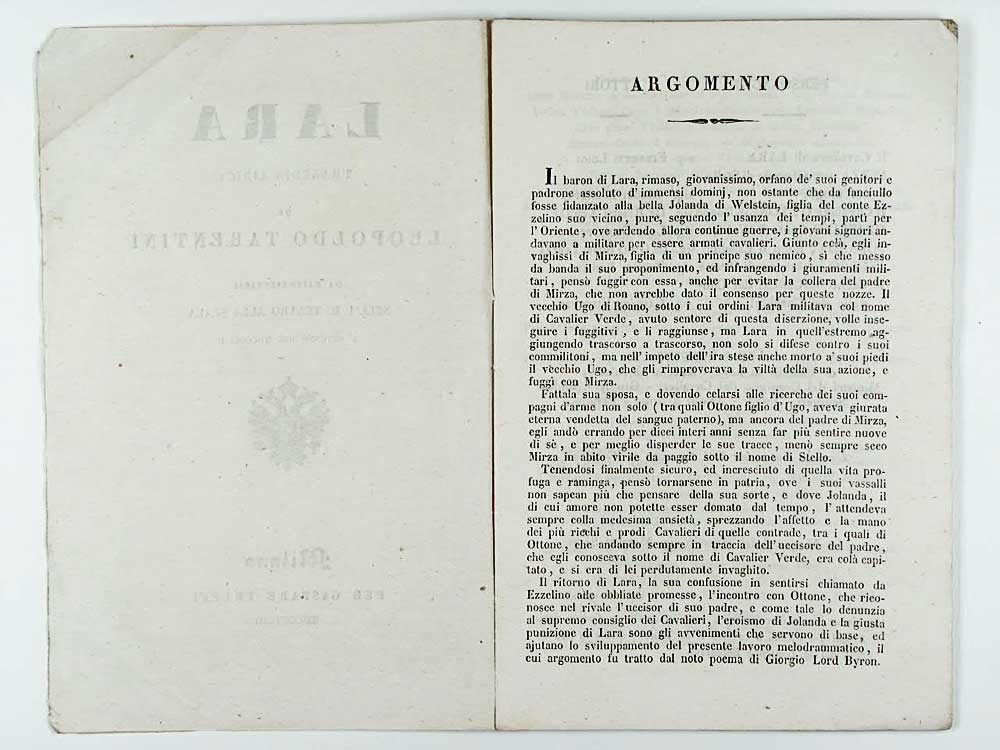 LARA
TRAGEDIA LIRICA
DI
LEOPOLDO TARENTINI
DA RAPPRESENTARSI
NELL' I. R. TEATRO ALLA SCALA
Milano
PER GASPARE TRUFFI
ARGOMENTO
Il baron di Lara, rimaso, giovanissimo, orfano de' suoi genitori e
padrone assoluto d'immensi dominj, non ostante che da fanciullo
fosse fidanzato alla bella Jolanda di Welstein, figlia del conte Ez-
zelino suo vicino, pure, seguendo l'usanza dei tempi, partì per
l'Oriente, ove ardendo allora continue guerre, i giovani signori an-
davano a militare per essere armati cavalieri. Giunto colà, egli in-
vaghissi di Mirza, figlia di un principe suo nemico, sì che messo
da banda il suo proponimento, ed infrangendo i giuramenti mili-
tari, pensò fuggir con essa, anche per evitar la collera del padre
di Mirza, che non avrebbe dato il consenso per queste nozze. Il
vecchio Ugo di Roano, sotto i cui ordini Lara militava col nome
di Cavalier Verde, avuto sentore di questa diserzione, volle inse-
guire i fuggitivi, e li raggiunse, ma Lara in quell'estremo ag-
giungendo trascorso a trascorso, non solo si difese contro i suoi
commilitoni, ma nell'impeto dell'ira stese anche morto a' suoi piedi
il vecchio Ugo, che gli rimproverava la viltà della sua azione, e
fuggì con Mirza.
Fattala sua sposa, e dovendo celarsi alle ricerche dei suoi com-
pagni d'arme non solo (tra quali Ottone figlio d'Ugo, aveva giurata
eterna vendetta del sangue paterno), ma ancora del padre di Mirza,
egli andò errando per dieci interi anni senza far più sentire nuove
di sè, e per meglio disperder le sue tracce, menò sempre seco
Mirza in abito virile da paggio sotto il nome di Stello.
Tenendosi finalmente sicuro, ed incresciuto di quella vita pro-
fuga e raminga, pensò tornarsene in patria, ove i suoi vassalli
non sapean più che pensare della sua sorte, e dove Jolanda, il
di cui amore non potette esser domato dal tempo, l'attendeva
sempre colla medesima ansietà, sprezzando l'affetto e la mano
dei più ricchi e prodi Cavalieri di quelle contrade, tra i quali di
Ottone, che andando sempre in traccia dell'uccisore del padre,
che egli conosceva sotto il nome di Cavalier Verde, era colà capi-
tato, e si era di lei perdutamente invaghito.
Il ritorno di Lara, la sua confusione in sentirsi chiamato da
Ezzelino alle obbliate promesse, l'incontro con Ottone, che rico-
nosce nel rivale l'uccisor di suo padre, e come tale lo denunzia
al supremo consiglio dei Cavalieri, l'eroismo di Jolanda e la giusta
punizione di Lara sono gli avvenimenti che servono di base, ed
ajutano lo sviluppamento del presente lavoro melodrammatico, il
cui argomento fu tratto dal noto poema di Giorgio Lord Byron.